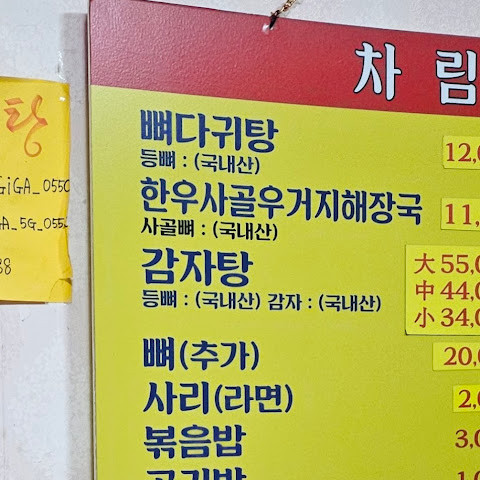 탕
GiGA_0550
GA_5G_055
38
차 림
뼈다귀탕 12,0
등뼈 : (국내산)
한우사골우거지해장국 11,
사골뼈 : (국내산)
감자탕
등뼈 : (국내산) 감자 : (국내산)
大 55,0
中 44,0
小 34,0
뼈(추가) 20,0
사리(라면) 2,0
볶음밥 3,0